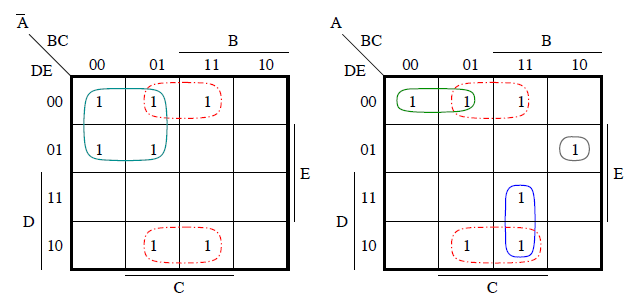 A̅ A
BC B BC B
DE 00 01 11 10 DE 00 01 11 10
00 1 1 1 00 1 1 1
01 1 1 01 1
E E
11 11 1
D D
10 1 1 10 1 1
C C